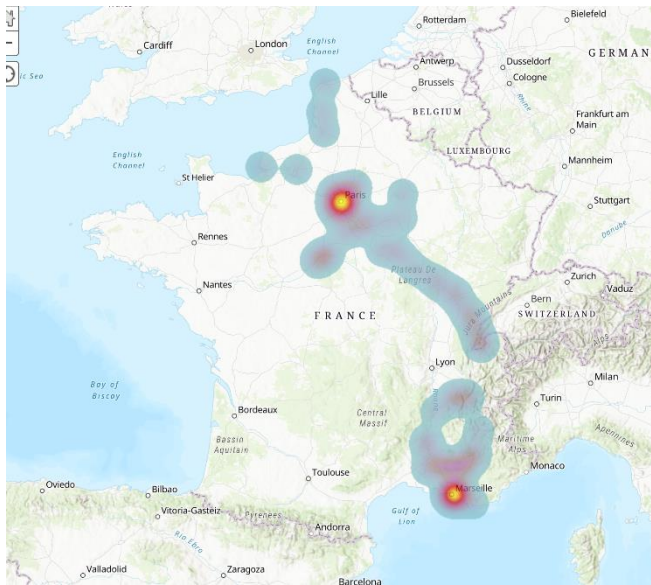 Rotterdam
Bielefeld
Cardiff
London
English
Channel
Antwerp
Dusseldorf
GERMAN
Cologne
Lille
Brussels
BELGIUM
Rhine
Frankfurt am
Main
LUXEMBOURG
English
Channel
Mannheim
St Helier
Paris
Stuttgart
Danube
Rennes
Plateau De
Langres
Zurich
Vaduz
Nantes
Jura Mountains
Bern
SWITZERLAND
FRANCE
Alps
Lyon
Milan
Bay of
Biscay
Rhone
Turin
Bordeaux
Central
Massif
Bassin
Aquitain
Maritime
Alps
Apennines
Monaco
Toulouse
Marseille
Oviedo
Bilbao
Gulf of
Lion
Vitoria-Gasteiz
Pyrenees
Andorra
Rio Ebro
Valladolid
Zaragoza
Barcelona